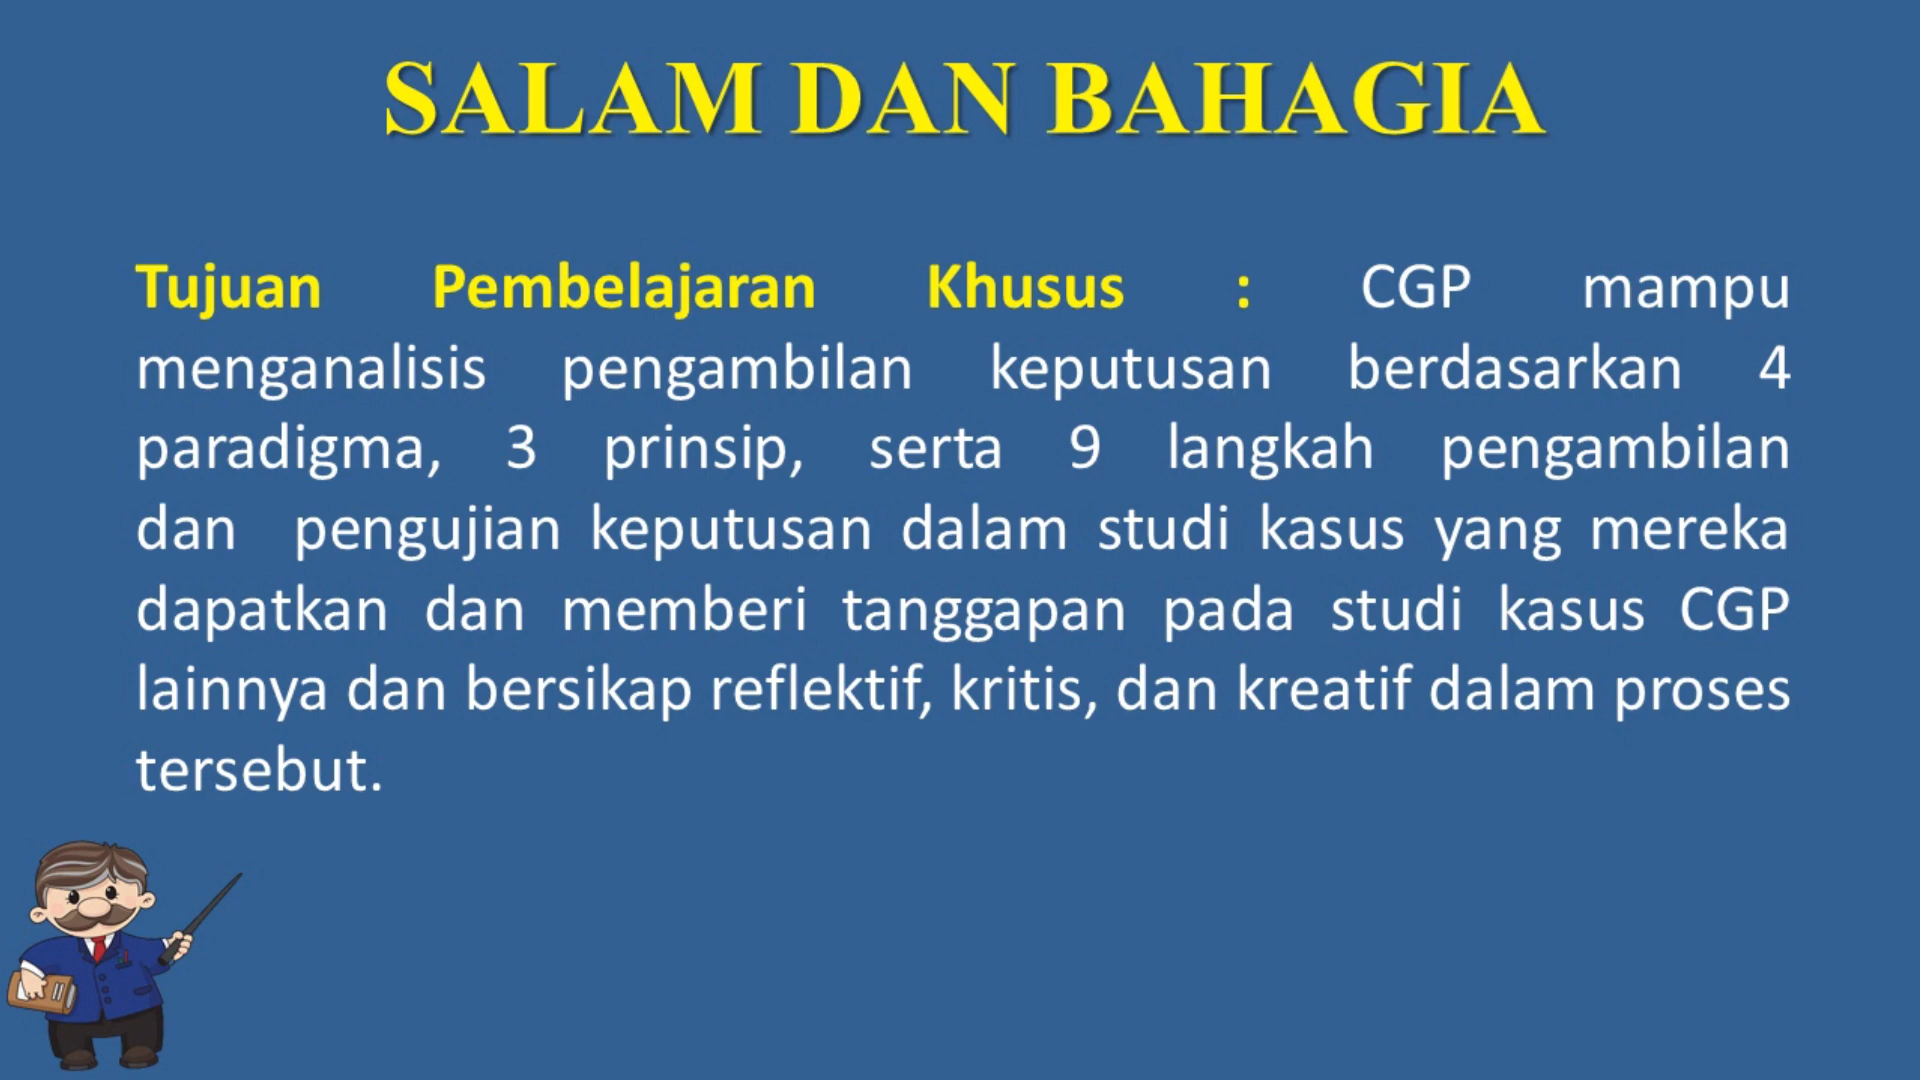 SALAM DAN BAHAGIA
Tujuan Pembelajaran Khusus : CGP mampu
menganalisis pengambilan keputusan berdasarkan 4
paradigma, 3 prinsip, serta 9 langkah pengambilan
dan pengujian keputusan dalam studi kasus yang mereka
dapatkan dan memberi tanggapan pada studi kasus CGP
lainnya dan bersikap reflektif, kritis, dan kreatif dalam proses
tersebut.